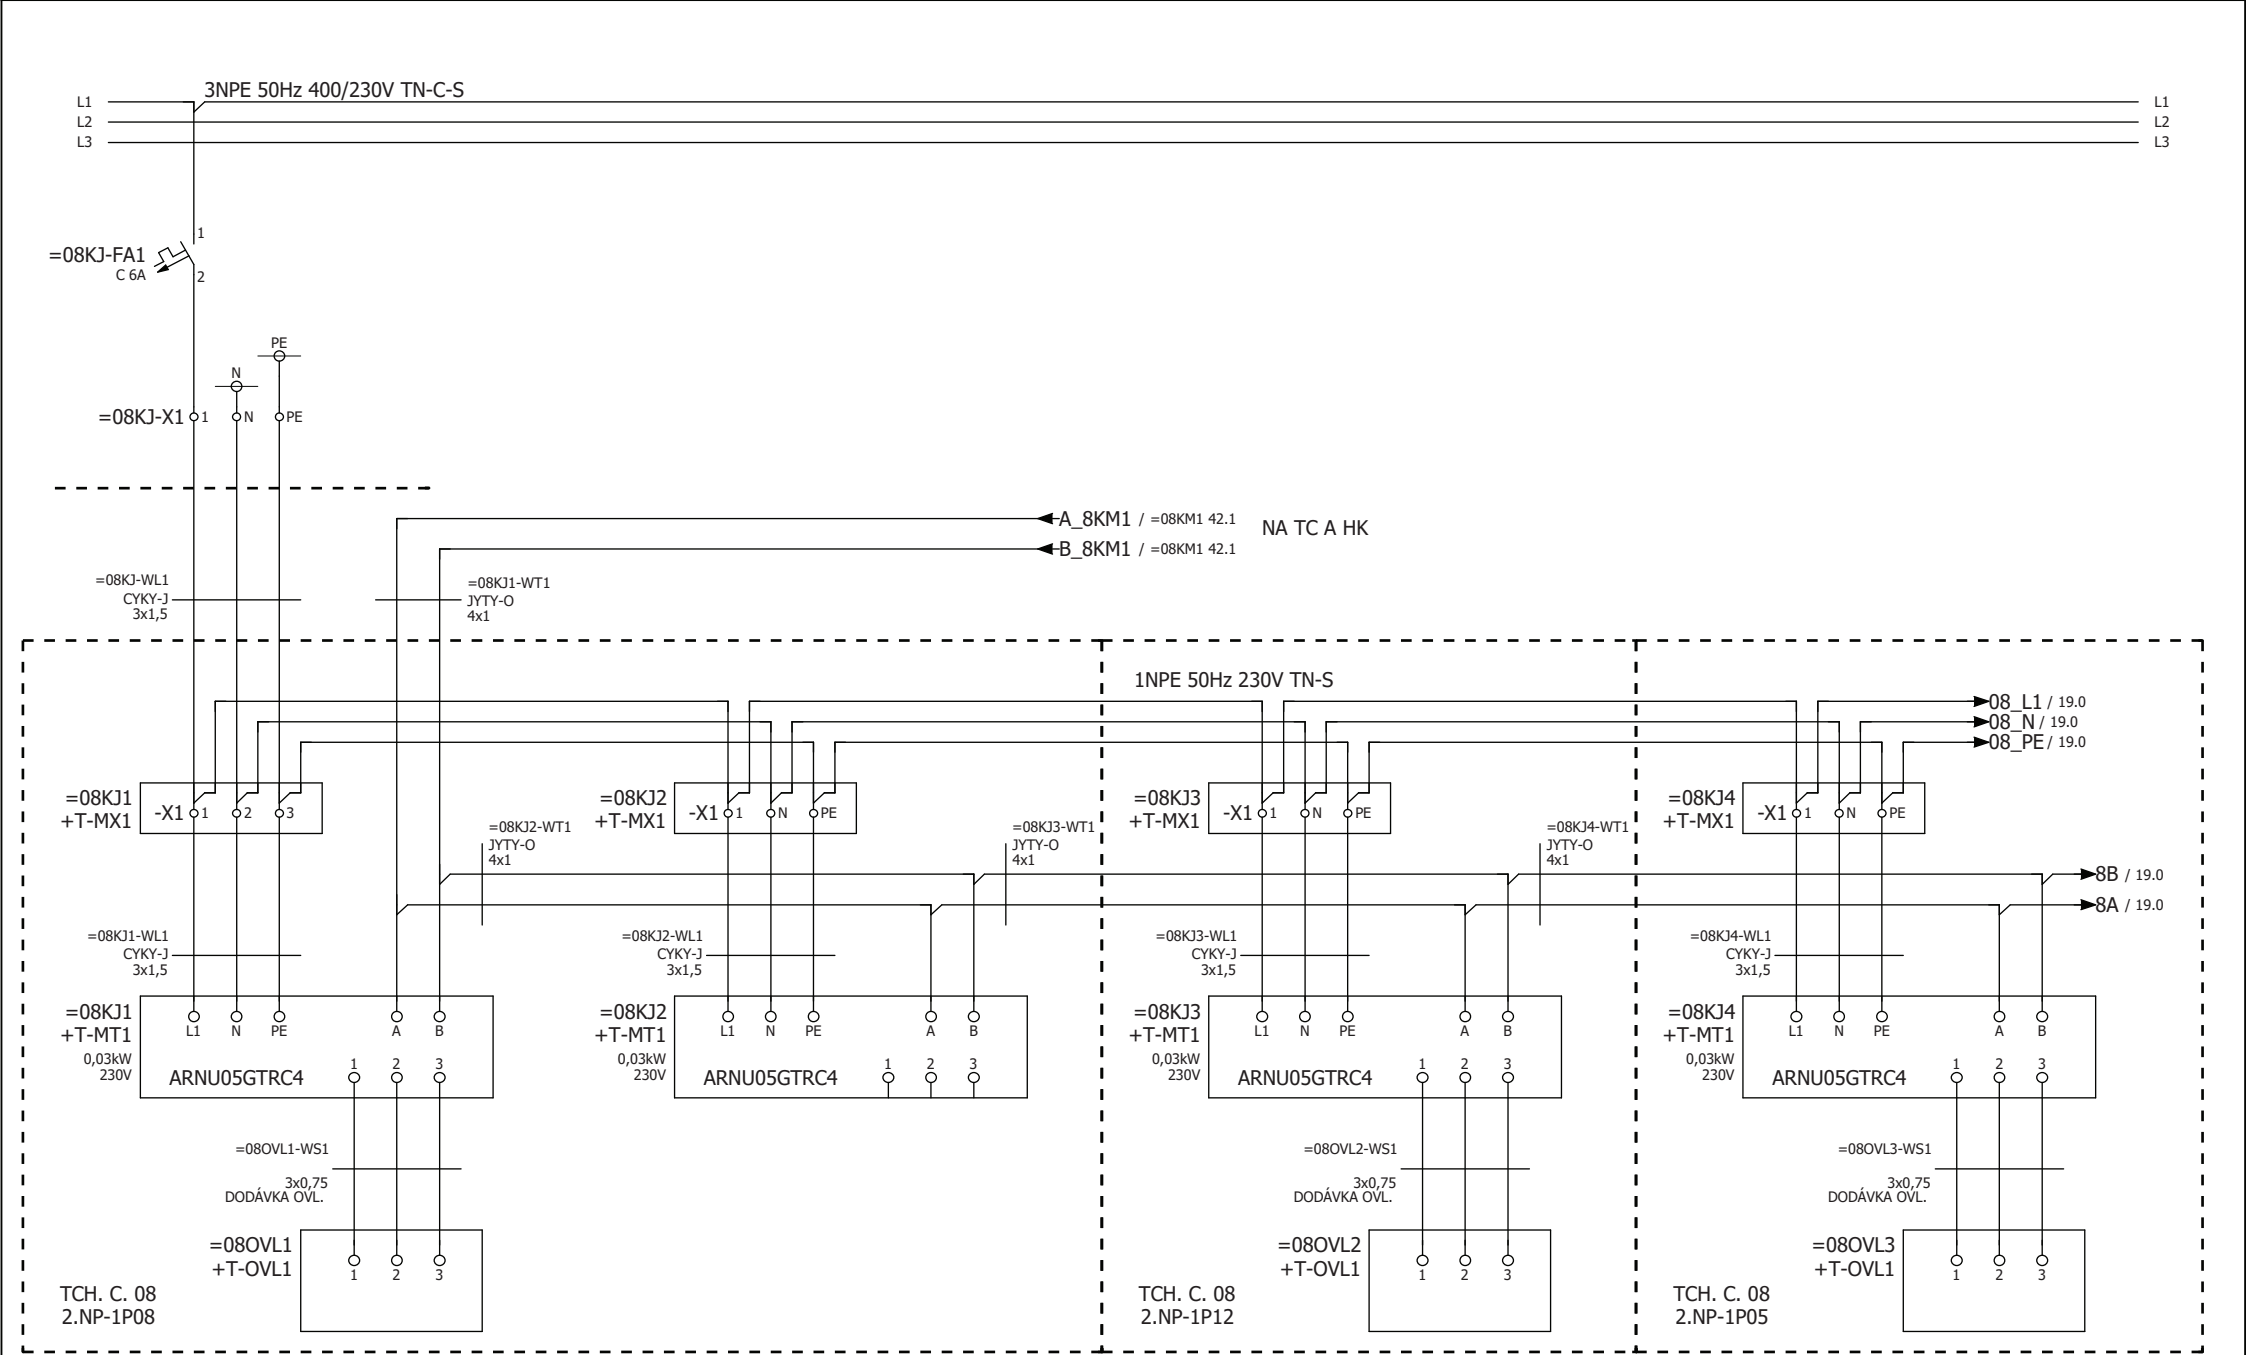 3NPE 50Hz 400/230V TN-C-S
L1 L1
L2 L2
L3 L3
1
=08KJ-FA1
C 6A
2
PE
N
=08KJ-X1 1 N PE
A_8KM1 / =08KM1 42.1
NA TC A HK
B_8KM1 / =08KM1 42.1
=08KJ-WL1
CYKY-J
3x1,5
=08KJ1-WT1
JYTY-O
4x1
1NPE 50Hz 230V TN-S
08_L1 / 19.0
08_N / 19.0
08_PE / 19.0
=08KJ1
+T-MX1
-X1 1 2 3
=08KJ2
+T-MX1
-X1 1 N PE
=08KJ3
+T-MX1
-X1 1 N PE
=08KJ4
+T-MX1
-X1 1 N PE
=08KJ2-WT1
JYTY-O
4x1
=08KJ3-WT1
JYTY-O
4x1
=08KJ4-WT1
JYTY-O
4x1
8B / 19.0
8A / 19.0
=08KJ1-WL1
CYKY-J
3x1,5
=08KJ2-WL1
CYKY-J
3x1,5
=08KJ3-WL1
CYKY-J
3x1,5
=08KJ4-WL1
CYKY-J
3x1,5
=08KJ1
+T-MT1
0,03kW
230V
L1 N PE A B
1 2 3
ARNU05GTRC4
=08KJ2
+T-MT1
0,03kW
230V
L1 N PE A B
1 2 3
ARNU05GTRC4
=08KJ3
+T-MT1
0,03kW
230V
L1 N PE A B
1 2 3
ARNU05GTRC4
=08KJ4
+T-MT1
0,03kW
230V
L1 N PE A B
1 2 3
ARNU05GTRC4
=08OVL1-WS1
3x0,75
DODÁVKA OVL.
=08OVL2-WS1
3x0,75
DODÁVKA OVL.
=08OVL3-WS1
3x0,75
DODÁVKA OVL.
=08OVL1
+T-OVL1
1 2 3
=08OVL2
+T-OVL1
1 2 3
=08OVL3
+T-OVL1
1 2 3
TCH. C. 08
2.NP-1P08
TCH. C. 08
2.NP-1P12
TCH. C. 08
2.NP-1P05